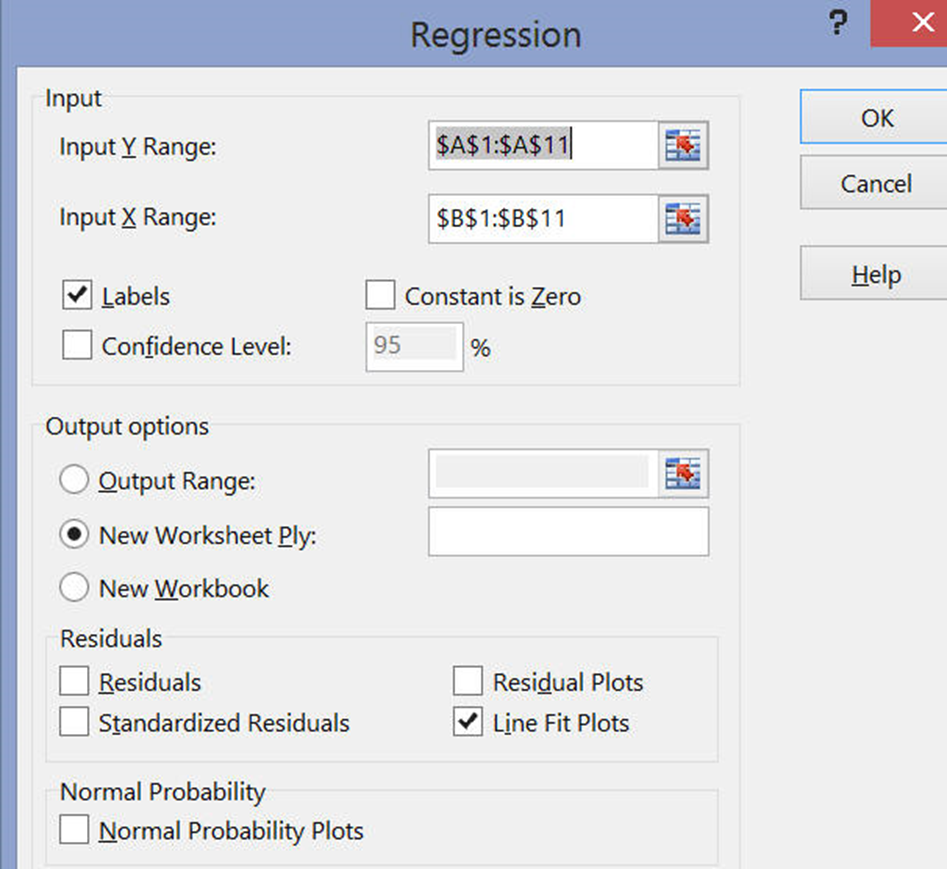 Regression
?
Input
Input Y Range:
$A$1:$A$11
Input X Range:
$B$1:$B$11
Labels
Constant is Zero
Confidence Level:
95
%
OK
Cancel
Help
Output options
Output Range:
New Worksheet Ply:
New Workbook
Residuals
Residuals
Residual Plots
Standardized Residuals
Line Fit Plots
Normal Probability
Normal Probability Plots